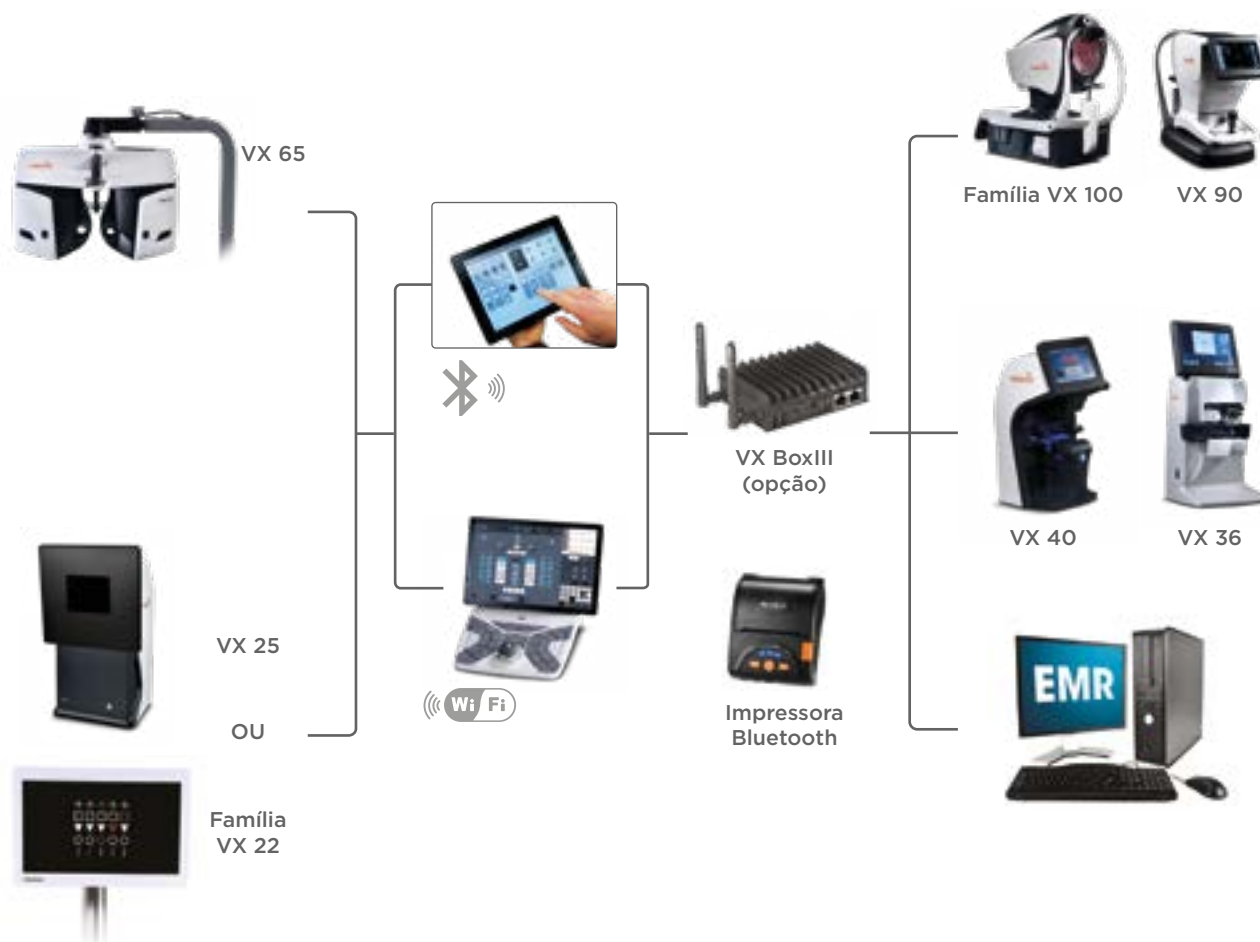 VX 65
VX 25
OU
Família
VX 22
Wi Fi
VX BoxIII
(opção)
Impressora
Bluetooth
Família VX 100
VX 90
VX 40
VX 36
EMR